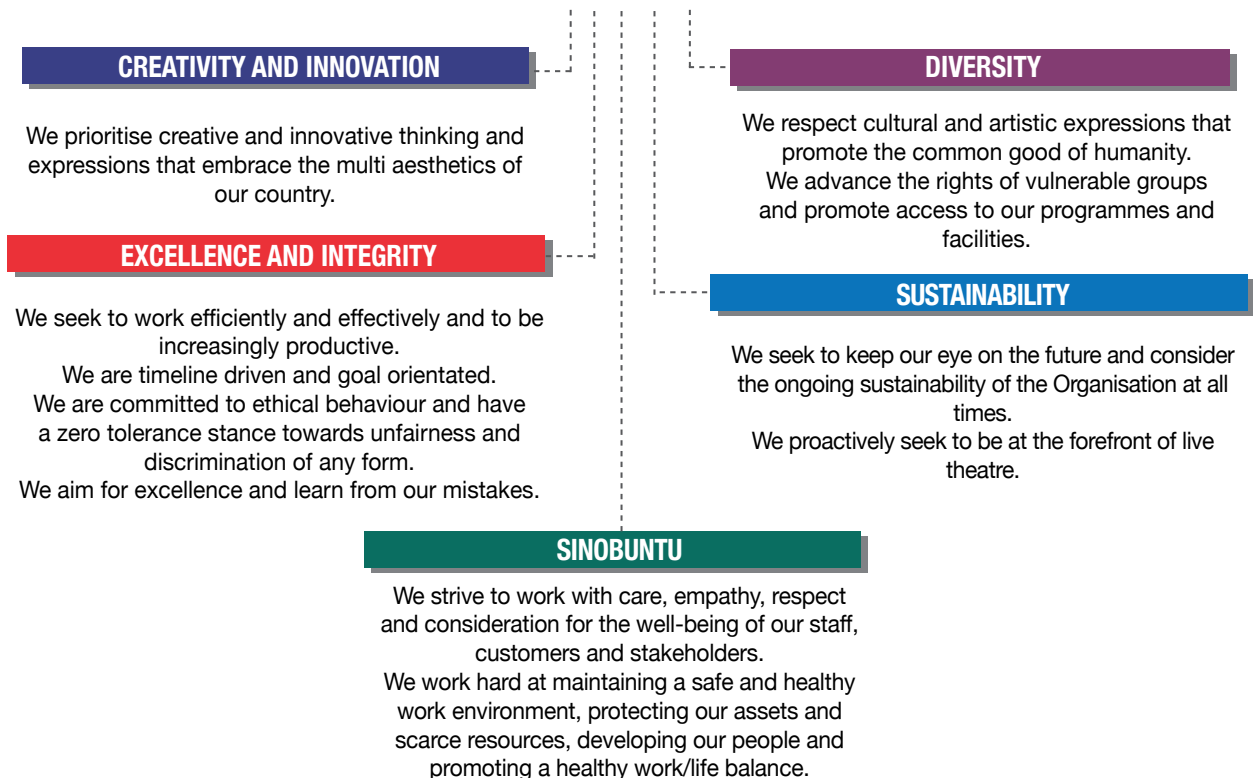 CREATIVITY AND INNOVATION
We prioritise creative and innovative thinking and
expressions that embrace the multi aesthetics of
our country.
EXCELLENCE AND INTEGRITY
We seek to work efficiently and effectively and to be
increasingly productive.
We are timeline driven and goal orientated.
We are committed to ethical behaviour and have
a zero tolerance stance towards unfairness and
discrimination of any form.
We aim for excellence and learn from our mistakes.
DIVERSITY
We respect cultural and artistic expressions that
promote the common good of humanity.
We advance the rights of vulnerable groups
and promote access to our programmes and
facilities.
SUSTAINABILITY
We seek to keep our eye on the future and consider
the ongoing sustainability of the Organisation at all
times.
We proactively seek to be at the forefront of live
theatre.
SINOBUNTU
We strive to work with care, empathy, respect
and consideration for the well-being of our staff,
customers and stakeholders.
We work hard at maintaining a safe and healthy
work environment, protecting our assets and
scarce resources, developing our people and
promoting a healthy work/life balance.